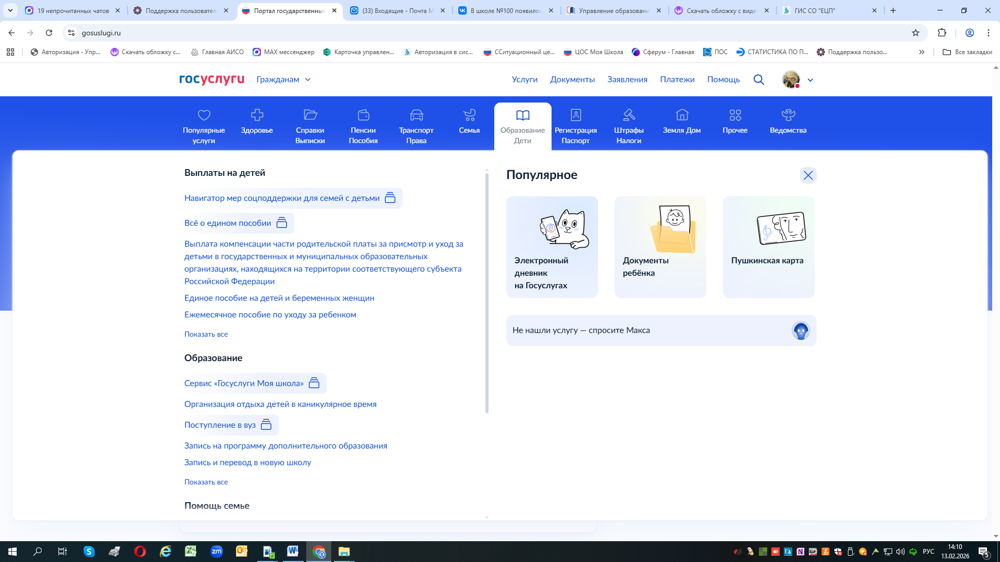 19 непрочитанных чатов
Поддержка пользовател
Портал государственных
(33) Входящие - Почта M
В школе №100 появилос
Управление образовани
Скачать обложку с виде
ГИС СО "ЕЦП"
gosuslugi.ru
Авторизация - Упр...
Скачать обложку с...
Главная АИСО
MAX мессенджер
Карточка управлен...
Авторизация в сис...
ССитуационный це...
ЦОС Моя Школа
Сферум - Главная
ПОС
СТАТИСТИКА ПО П...
Поддержка пользо...
Все закладки
госуслуги
Гражданам
Услуги
Документы
Заявления
Платежи
Помощь
Популярные
услуги
Здоровье
Справки
Выписки
Пенсии
Пособия
Транспорт
Права
Семья
Образование
Дети
Регистрация
Паспорт
Штрафы
Налоги
Земля Дом
Прочее
Ведомства
Выплаты на детей
Навигатор мер соцподдержки для семей с детьми
Всё о едином пособии
Выплата компенсации части родительской платы за присмотр и уход за
детьми в государственных и муниципальных образовательных
организациях, находящихся на территории соответствующего субъекта
Российской Федерации
Единое пособие на детей и беременных женщин
Ежемесячное пособие по уходу за ребенком
Показать все
Образование
Сервис «Госуслуги Моя школа»
Организация отдыха детей в каникулярное время
Поступление в вуз
Запись на программу дополнительного образования
Запись и перевод в новую школу
Показать все
Помощь семье
Популярное
Электронный
дневник
на Госуслугах
Документы
ребёнка
Пушкинская карта
Не нашли услугу — спросите Макса
РУС
14:10
13.02.2026
5